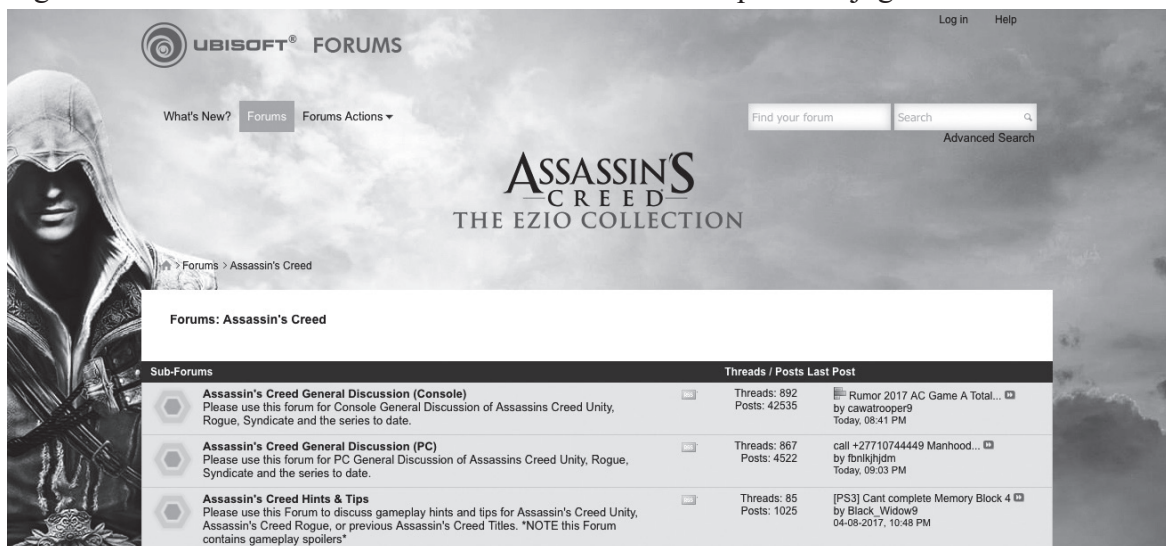 Log in Help
UBISOFT® FORUMS
What's New? Forums Forums Actions
Find your forum Search
Advanced Search
ASSASSIN'S
CREED
THE EZIO COLLECTION
> Forums > Assassin's Creed
Forums: Assassin's Creed
Sub-Forums Threads / Posts Last Post
Assassin's Creed General Discussion (Console)
Please use this forum for Console General Discussion of Assassins Creed Unity,
Rogue, Syndicate and the series to date.
Threads: 892
Posts: 42535
Rumor 2017 AC Game A Total...
by cawatrooper9
Today, 08:41 PM
Assassin's Creed General Discussion (PC)
Please use this forum for PC General Discussion of Assassins Creed Unity, Rogue,
Syndicate and the series to date.
Threads: 867
Posts: 4522
call +27710744449 Manhood...
by fbnlkjhjdm
Today, 09:03 PM
Assassin's Creed Hints & Tips
Please use this Forum to discuss gameplay hints and tips for Assassin's Creed Unity,
Assassin's Creed Rogue, or previous Assassin's Creed Titles. *NOTE this Forum
contains gameplay spoilers*
Threads: 85
Posts: 1025
[PS3] Cant complete Memory Block 4
by Black_Widow9
04-08-2017, 10:48 PM